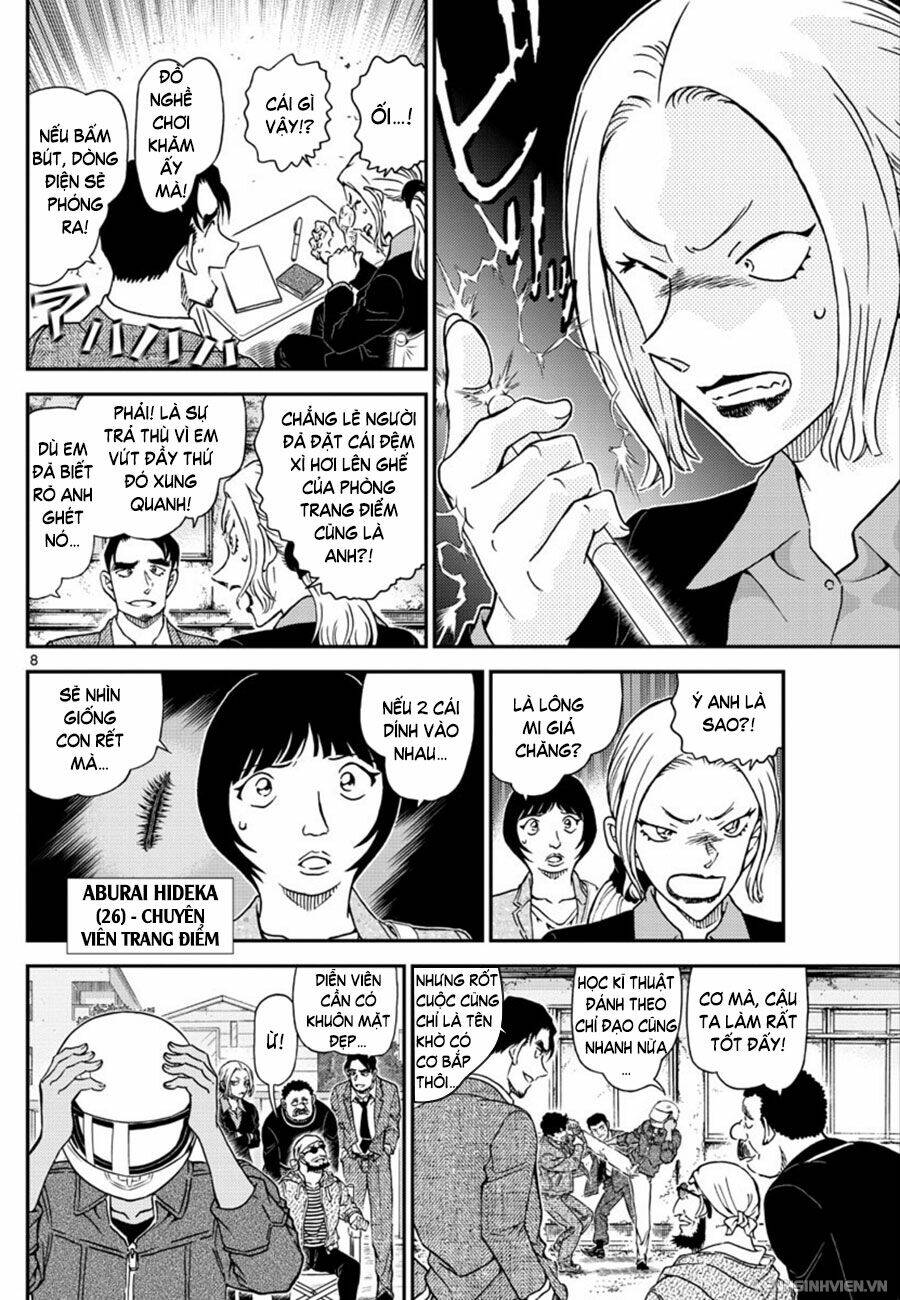 ỐI...!
CÁI GÌ
VẬY!?
ĐỒ
NGHỀ
CHƠI
KHĂM
ẤY
MÀ!
NẾU BẤM
BÚT, DÒNG
ĐIỆN SẼ
PHÓNG
RA!
CHẲNG LẼ NGƯỜI
ĐÃ ĐẶT CÁI ĐỆM
XÌ HƠI LÊN GHẾ
CỦA PHÒNG
TRANG ĐIỂM
CŨNG LÀ
ANH?!
PHẢI! LÀ SỰ
TRẢ THÙ VÌ EM
VỨT ĐẦY THỨ
ĐÓ XUNG
QUANH!
DÙ EM
ĐÃ BIẾT
RÕ ANH
GHÉT
NÓ...
8
Ý ANH LÀ
SAO?!
LÀ LÔNG
MI GIẢ
CHĂNG?
NẾU 2 CÁI
DÍNH VÀO
NHAU...
SẼ NHÌN
GIỐNG
CON RẾT
MÀ...
ABURAI HIDEKA
(26) - CHUYÊN
VIÊN TRANG ĐIỂM
CƠ MÀ, CẬU
TA LÀM RẤT
TỐT ĐẤY!
HỌC KĨ THUẬT
ĐÁNH THEO
CHỈ ĐẠO CŨNG
NHANH NỮA
...
NHƯNG RỐT
CUỘC CŨNG
CHỈ LÀ TÊN
KHỜ CÓ
CƠ BẮP
THÔI...
DIỄN VIÊN
CẦN CÓ
KHUÔN MẶT
ĐẸP...
Ừ!